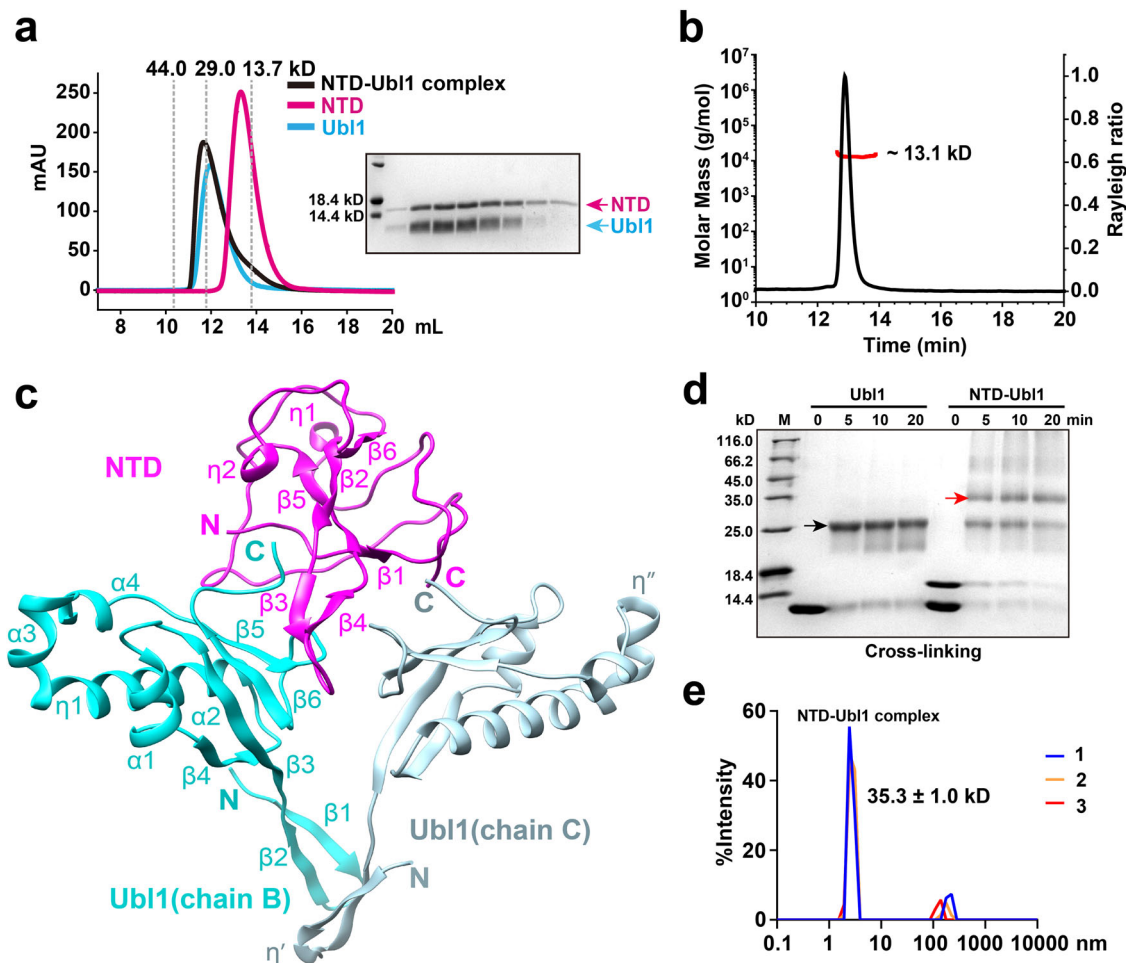 a
44.0 29.0 13.7 kD
NTD-Ubl1 complex
NTD
Ubl1
250
200
150
100
50
0
mAU
8 10 12 14 16 18 20 mL
18.4 kD
14.4 kD
NTD
Ubl1
b
10⁷
10⁶
10⁵
10⁴
10³
10²
10¹
10⁰
Molar Mass (g/mol)
~ 13.1 kD
1.0
0.8
0.6
0.4
0.2
0.0
Rayleigh ratio
10 12 14 16 18 20
Time (min)
c
NTD
η1
η2
β6
β2
β5
N
C
β1
C
C
β3
β4
η″
α4
α3
β5
β6
η1
α2
α1
β4
β3
N
β1
β2
Ubl1(chain C)
N
Ubl1(chain B)
η′
d
Ubl1 NTD-Ubl1
kD M 0 5 10 20 0 5 10 20 min
116.0
66.2
45.0
35.0
25.0
18.4
14.4
Cross-linking
e
NTD-Ubl1 complex
60
40
20
0
%Intensity
35.3 ± 1.0 kD
1
2
3
0.1 1 10 100 1000 10000 nm